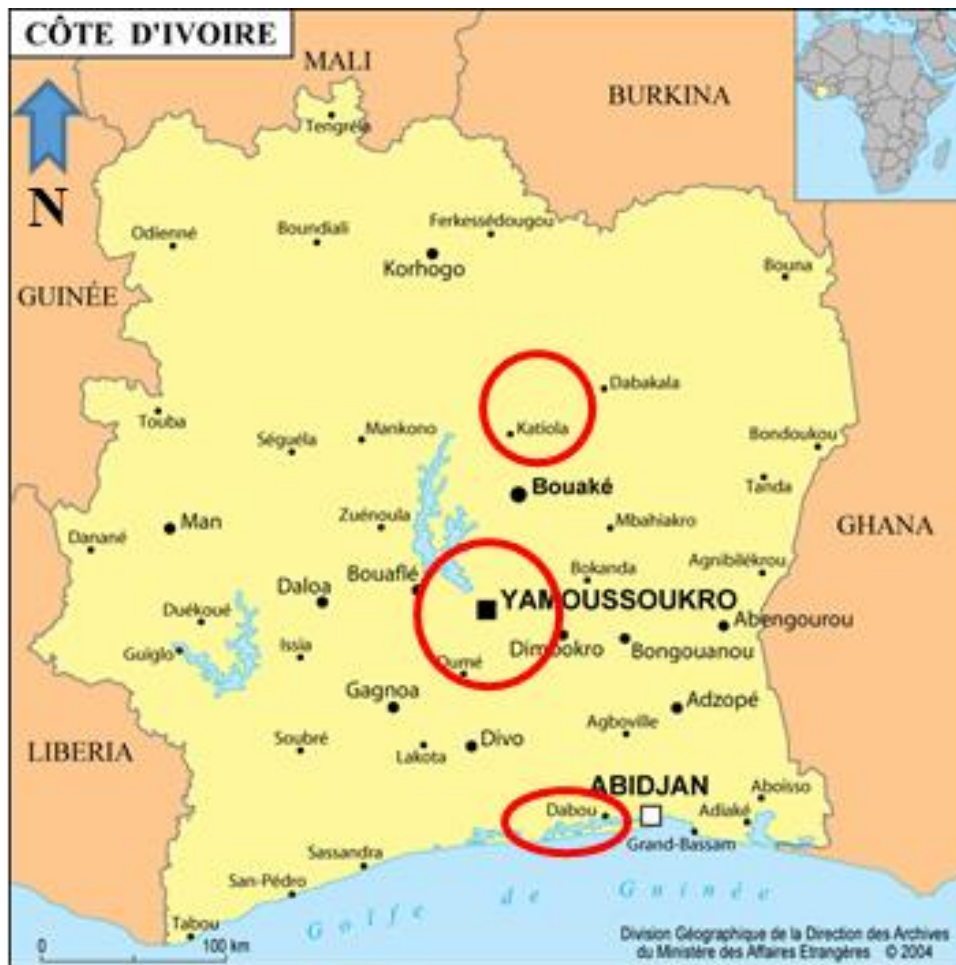 CÔTE D'IVOIRE
MALI
BURKINA
Tengréla
N
Ferkessédougou
Odienné
Boundiali
Korhogo
Bouna
GUINÉE
Dabakala
Touba
Katiola
Mankono
Séguéla
Bondoukou
Bouaké
Tanda
Man
Zuénoula
Mbahiakro
GHANA
Danané
Agnibilékrou
Bokanda
Bouaflé
Daloa
YAMOUSSOUKRO
Duékoué
Abengourou
Dimbokro
Bongouanou
Guiglo
Issia
Oumé
Gagnoa
Adzopé
Agboville
LIBERIA
Soubré
Lakota
Divo
ABIDJAN
Aboisso
Dabou
Adiaké
Grand-Bassam
Sassandra
San-Pédro
Golfe de Guinée
Tabou
0 100 km
Division Géographique de la Direction des Archives
du Ministère des Affaires Etrangères © 2004